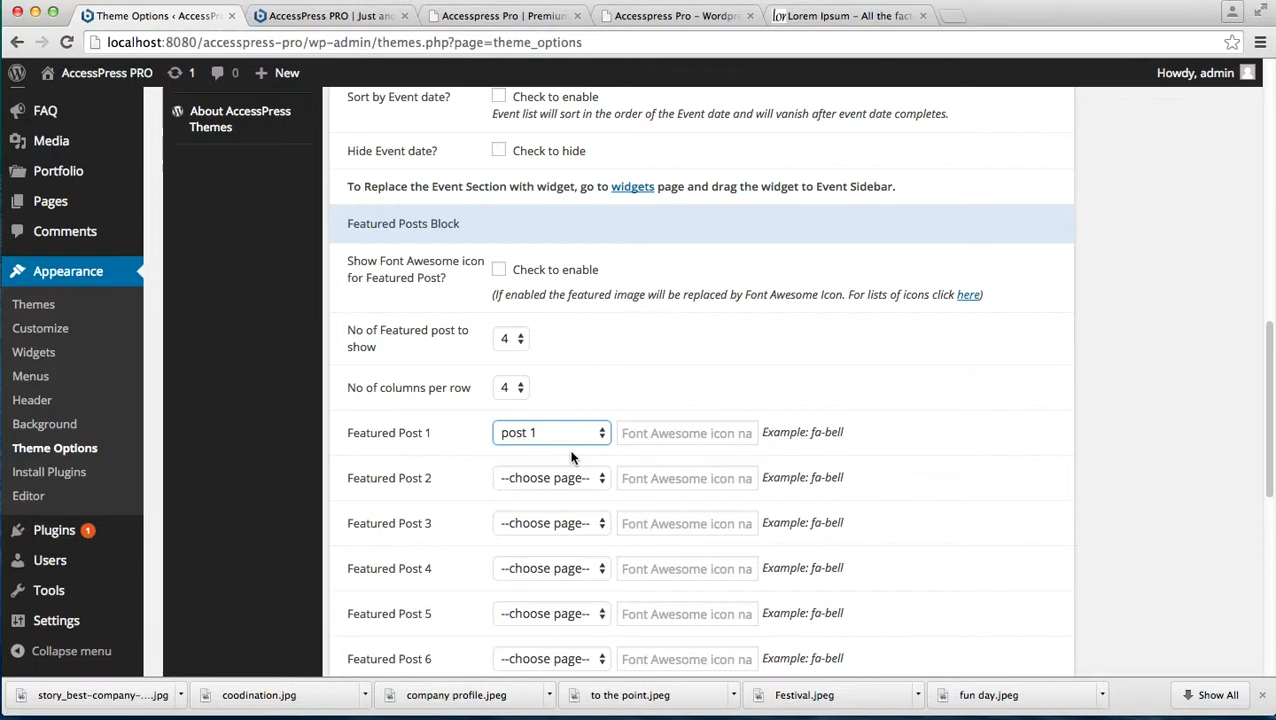 Theme Options ‹ AccessPr
AccessPress PRO | Just an
Accesspress Pro | Premium
Accesspress Pro – Wordpr
Lorem Ipsum – All the fac
localhost:8080/accesspress-pro/wp-admin/themes.php?page=theme_options
AccessPress PRO 1 0 + New Howdy, admin
FAQ
Media
Portfolio
Pages
Comments
Appearance
Themes
Customize
Widgets
Menus
Header
Background
Theme Options
Install Plugins
Editor
Plugins 1
Users
Tools
Settings
Collapse menu
About AccessPress
Themes
Sort by Event date? Check to enable
Event list will sort in the order of the Event date and will vanish after event date completes.
Hide Event date? Check to hide
To Replace the Event Section with widget, go to widgets page and drag the widget to Event Sidebar.
Featured Posts Block
Show Font Awesome icon
for Featured Post?
Check to enable
(If enabled the featured image will be replaced by Font Awesome Icon. For lists of icons click here)
No of Featured post to
show
4
No of columns per row 4
Featured Post 1 post 1 Font Awesome icon na Example: fa-bell
Featured Post 2 --choose page-- Font Awesome icon na Example: fa-bell
Featured Post 3 --choose page-- Font Awesome icon na Example: fa-bell
Featured Post 4 --choose page-- Font Awesome icon na Example: fa-bell
Featured Post 5 --choose page-- Font Awesome icon na Example: fa-bell
Featured Post 6 --choose page-- Font Awesome icon na Example: fa-bell
story_best-company-....jpg
coodination.jpg
company profile.jpeg
to the point.jpeg
Festival.jpeg
fun day.jpeg
Show All